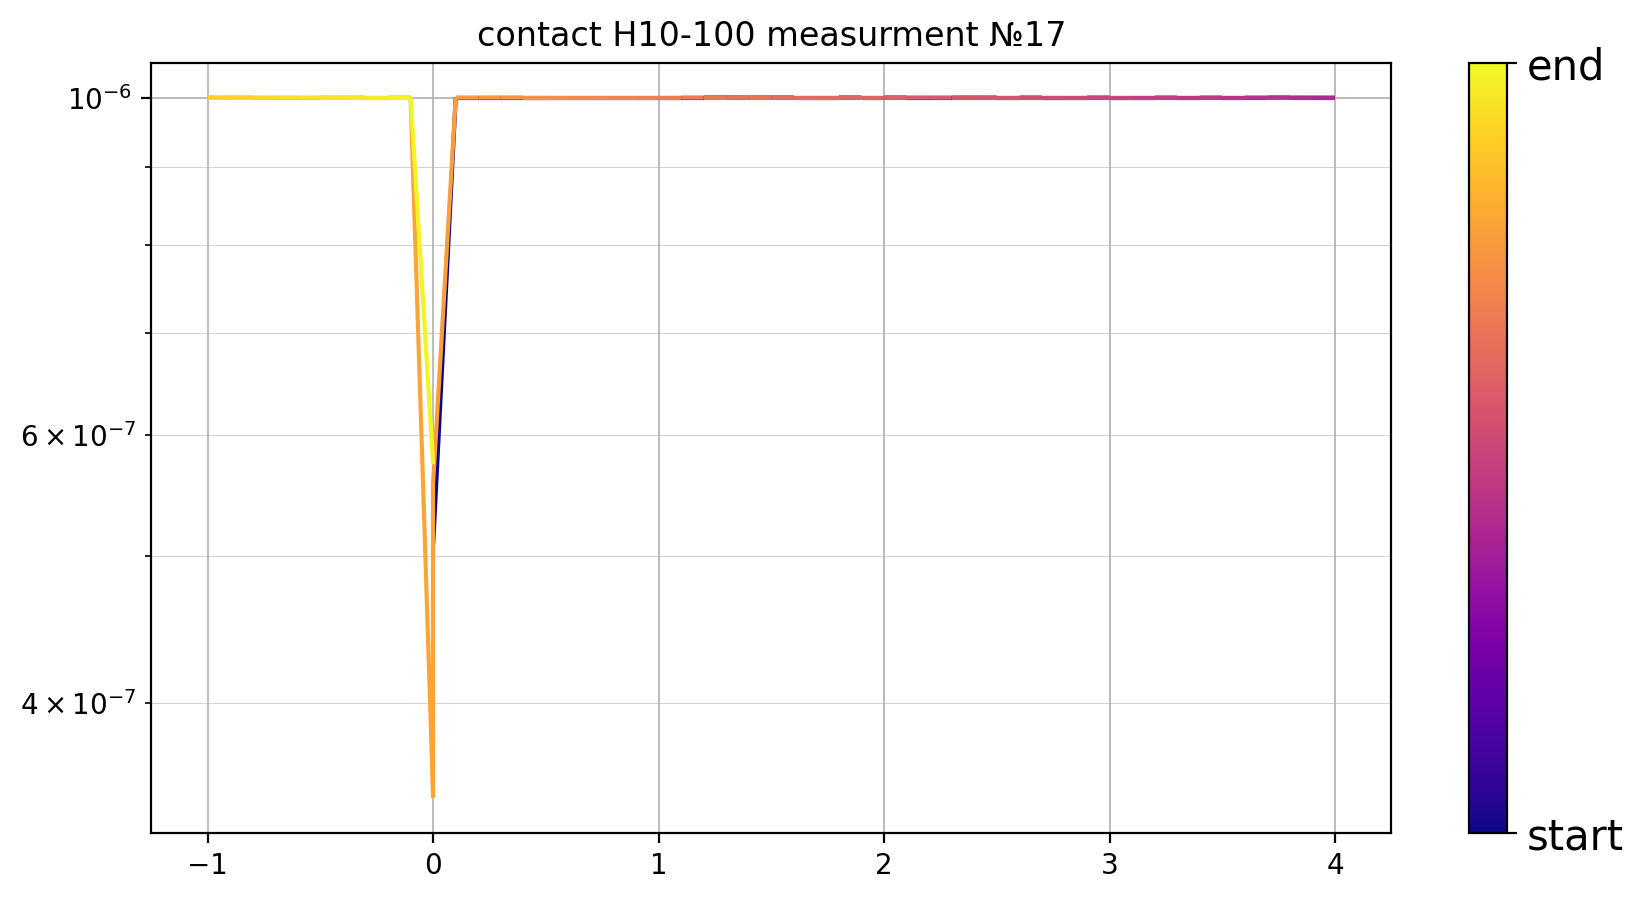 contact H10-100 measurment №17
10⁻⁶
6 × 10⁻⁷
4 × 10⁻⁷
−1 0 1 2 3 4
end
start